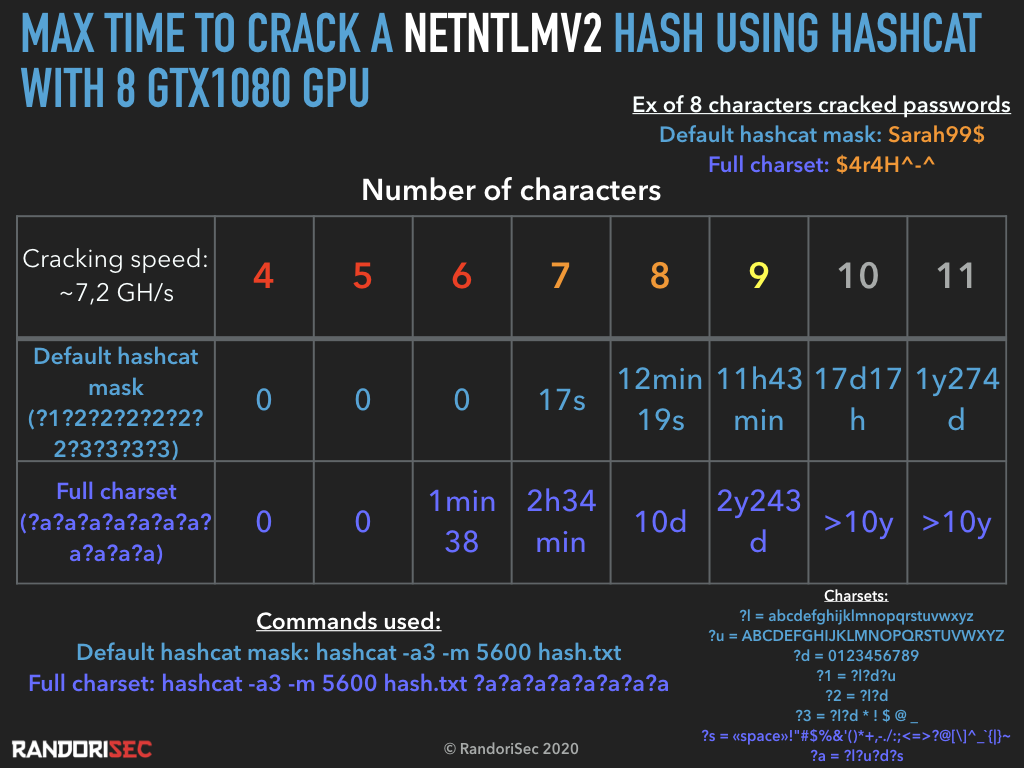 MAX TIME TO CRACK A NETNTLMV2 HASH USING HASHCAT
WITH 8 GTX1080 GPU
Ex of 8 characters cracked passwords
Default hashcat mask: Sarah99$
Full charset: $4r4H^-^
Number of characters
Cracking speed:
~7,2 GH/s
4
5
6
7
8
9
10
11
Default hashcat
mask
(?1?2?2?2?2?2?
2?3?3?3?3)
0
0
0
17s
12min
19s
11h43
min
17d17
h
1y274
d
Full charset
(?a?a?a?a?a?a?a?
a?a?a?a)
0
0
1min
38
2h34
min
10d
2y243
d
>10y
>10y
Commands used:
Default hashcat mask: hashcat -a3 -m 5600 hash.txt
Full charset: hashcat -a3 -m 5600 hash.txt ?a?a?a?a?a?a?a?a
Charsets:
?l = abcdefghijklmnopqrstuvwxyz
?u = ABCDEFGHIJKLMNOPQRSTUVWXYZ
?d = 0123456789
?1 = ?l?d?u
?2 = ?l?d
?3 = ?l?d * ! $ @ _
?s = «space»!"#$%&'()*+,-./:;<=>?@[\]^_`{|}~
?a = ?l?u?d?s
RANDORISEC
© RandoriSec 2020